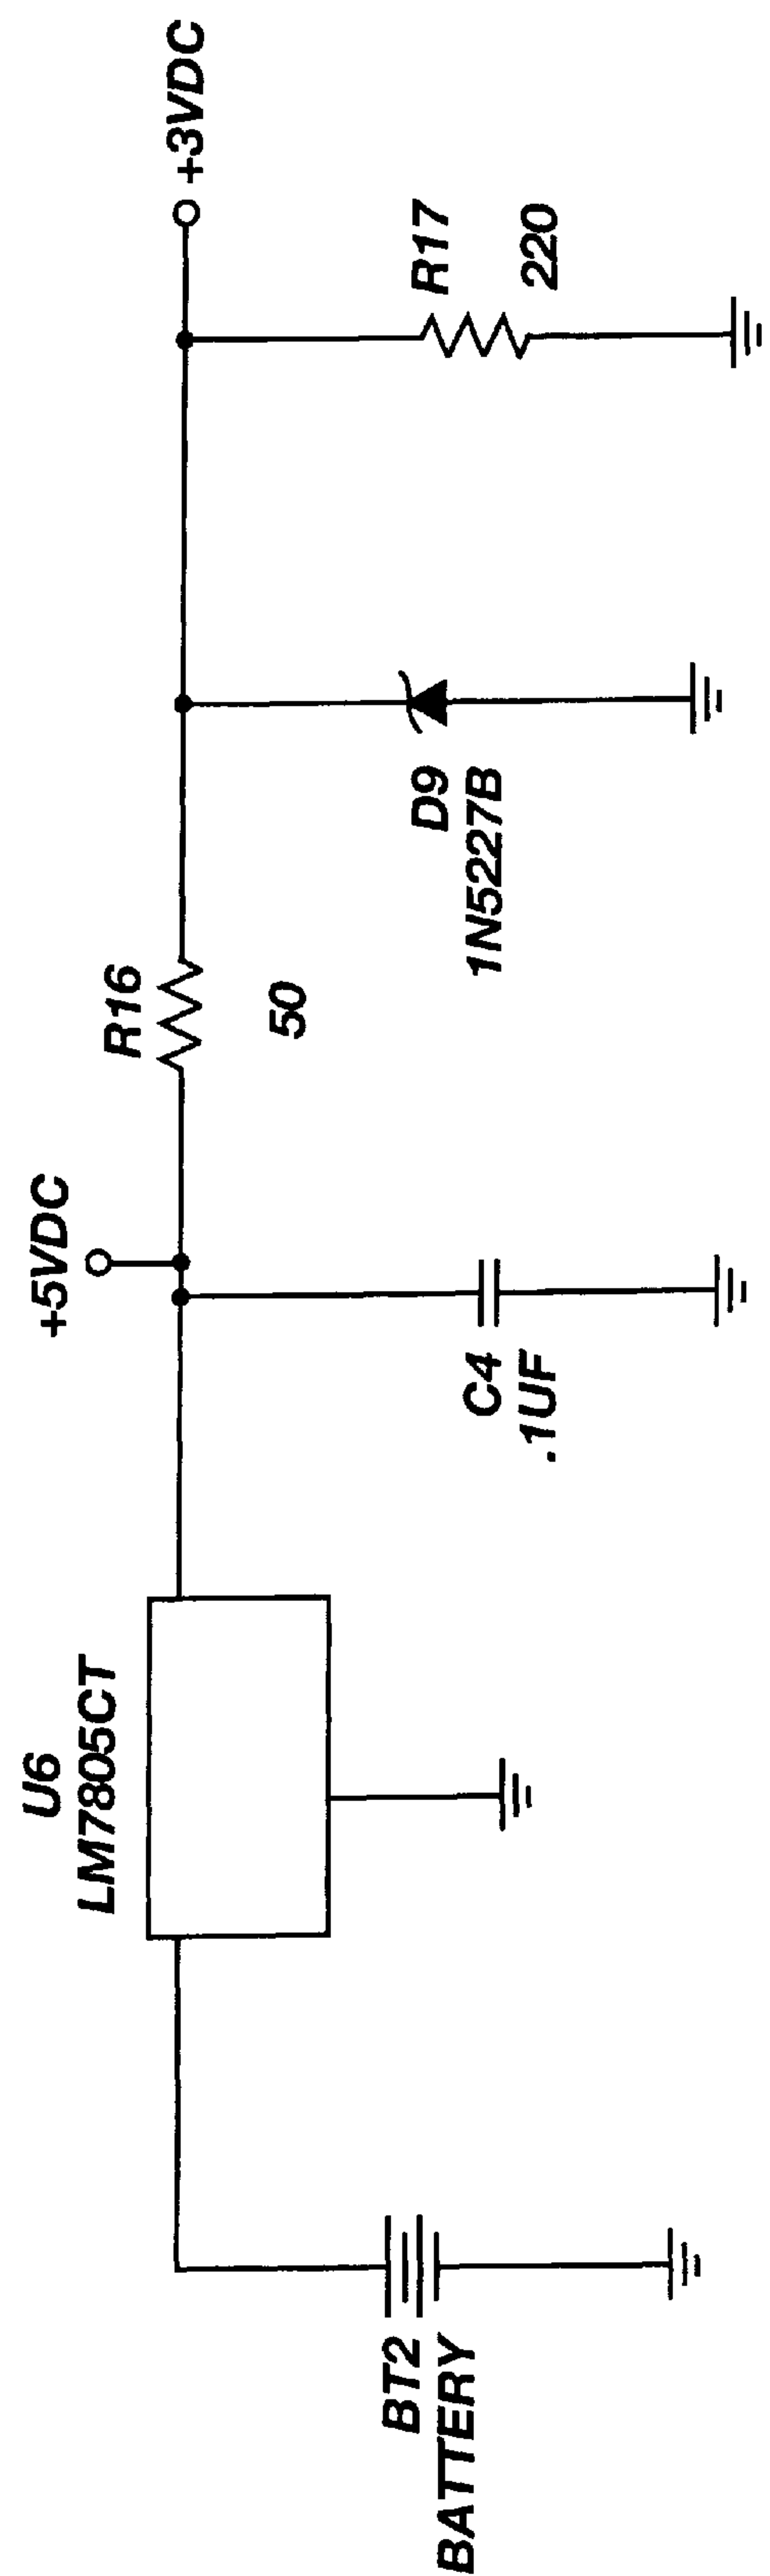 BT2
BATTERY
U6
LM7805CT
+5VDC
C4
.1UF
R16
50
D9
1N5227B
R17
220
+3VDC